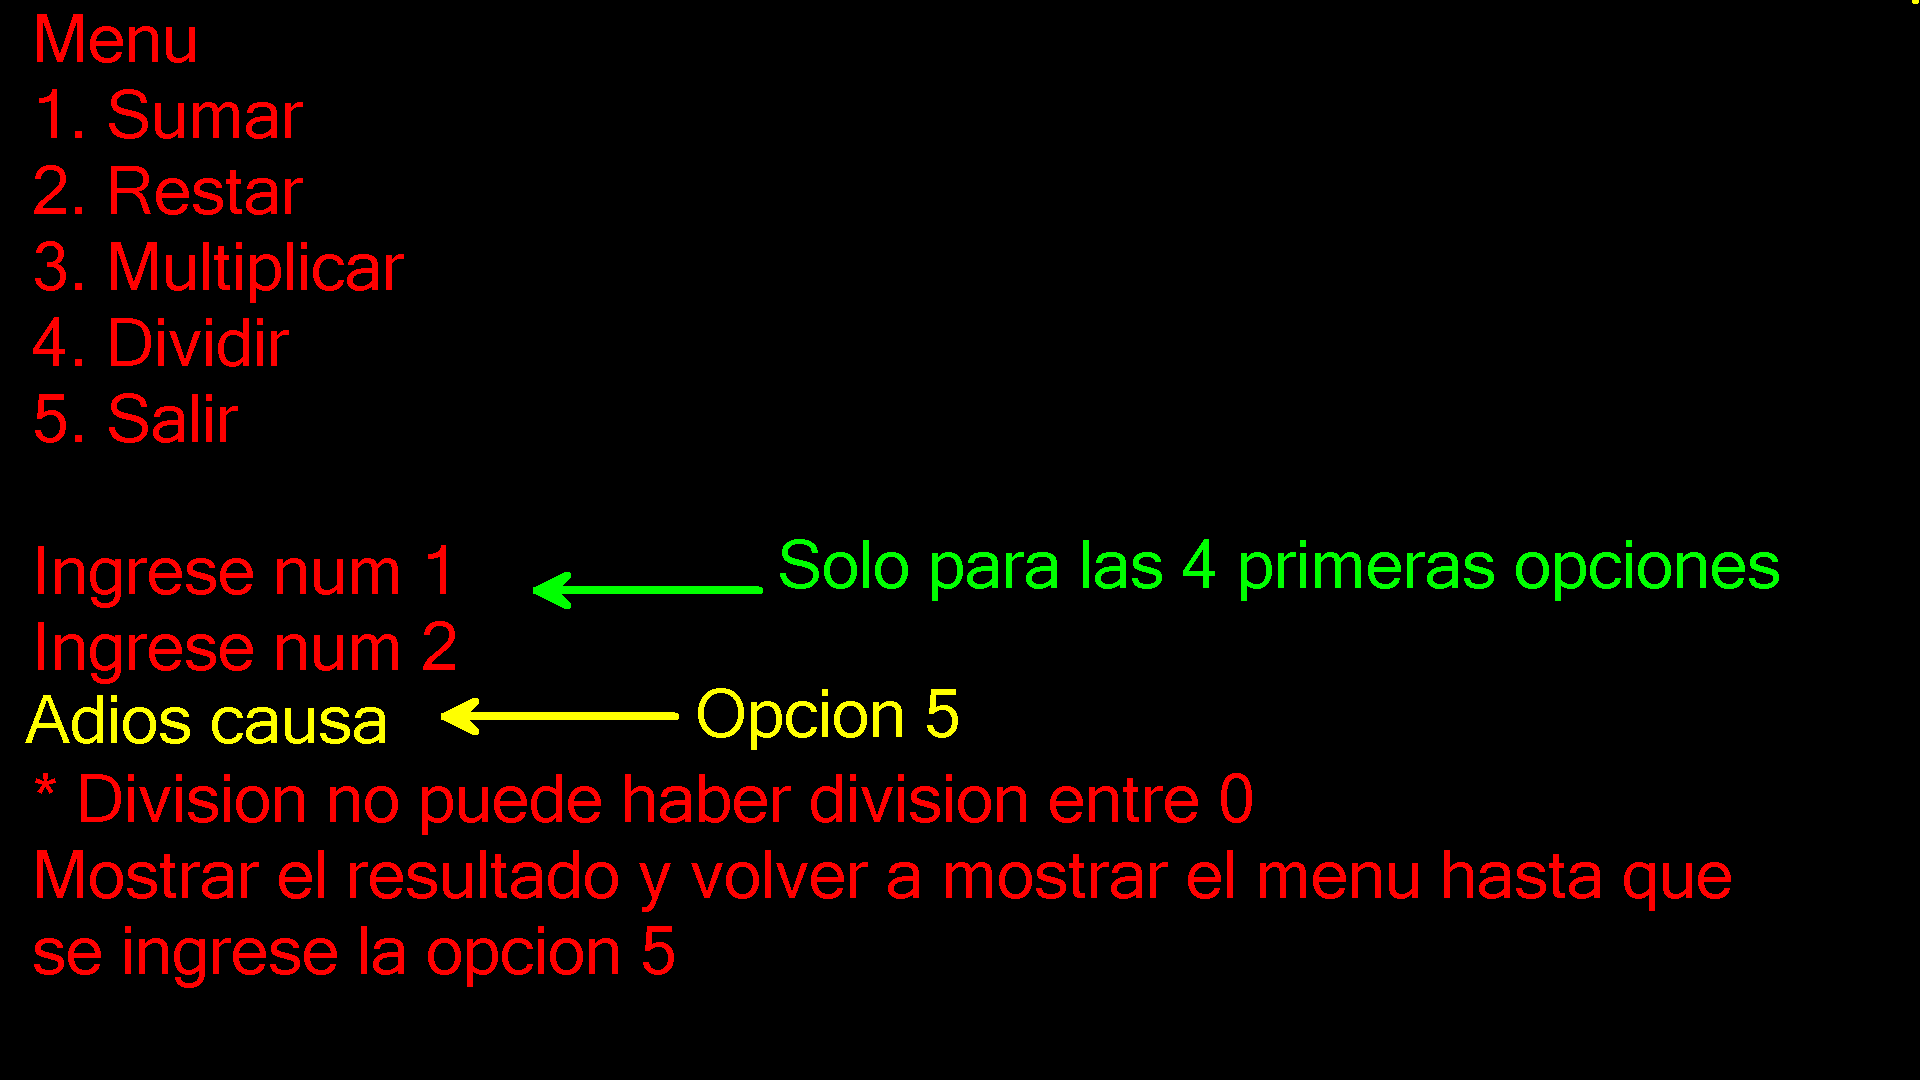 Menu
1. Sumar
2. Restar
3. Multiplicar
4. Dividir
5. Salir
Ingrese num 1
Solo para las 4 primeras opciones
Ingrese num 2
Adios causa
Opcion 5
* Division no puede haber division entre 0
Mostrar el resultado y volver a mostrar el menu hasta que
se ingrese la opcion 5